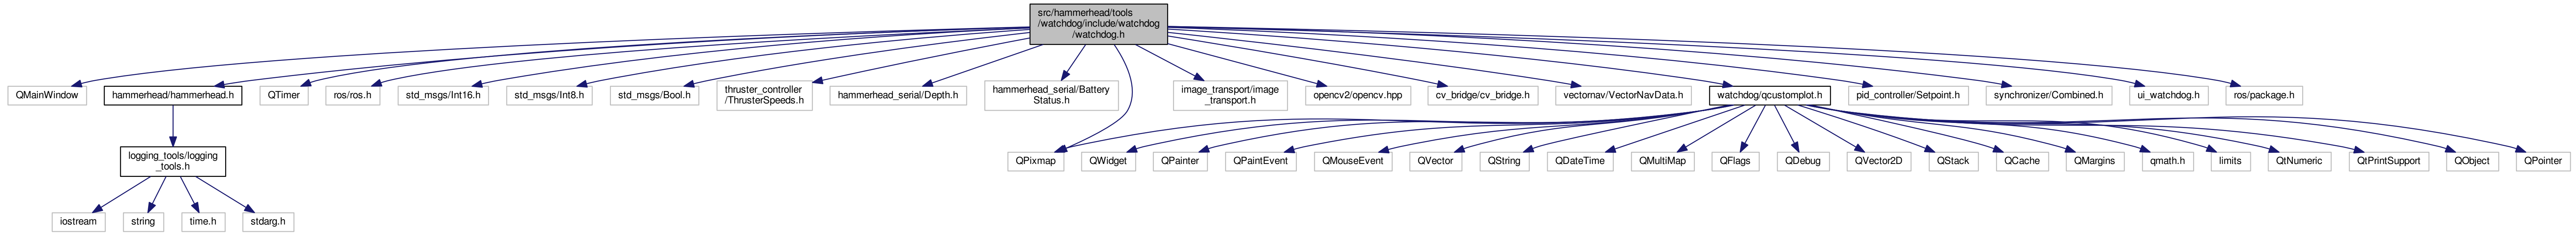 src/hammerhead/tools
/watchdog/include/watchdog
/watchdog.h
QMainWindow
hammerhead/hammerhead.h
QTimer
ros/ros.h
std_msgs/Int16.h
std_msgs/Int8.h
std_msgs/Bool.h
thruster_controller
/ThrusterSpeeds.h
hammerhead_serial/Depth.h
hammerhead_serial/Battery
Status.h
image_transport/image
_transport.h
opencv2/opencv.hpp
cv_bridge/cv_bridge.h
vectornav/VectorNavData.h
watchdog/qcustomplot.h
pid_controller/Setpoint.h
synchronizer/Combined.h
ui_watchdog.h
ros/package.h
logging_tools/logging
_tools.h
QPixmap
QWidget
QPainter
QPaintEvent
QMouseEvent
QVector
QString
QDateTime
QMultiMap
QFlags
QDebug
QVector2D
QStack
QCache
QMargins
qmath.h
limits
QtNumeric
QtPrintSupport
QObject
QPointer
iostream
string
time.h
stdarg.h